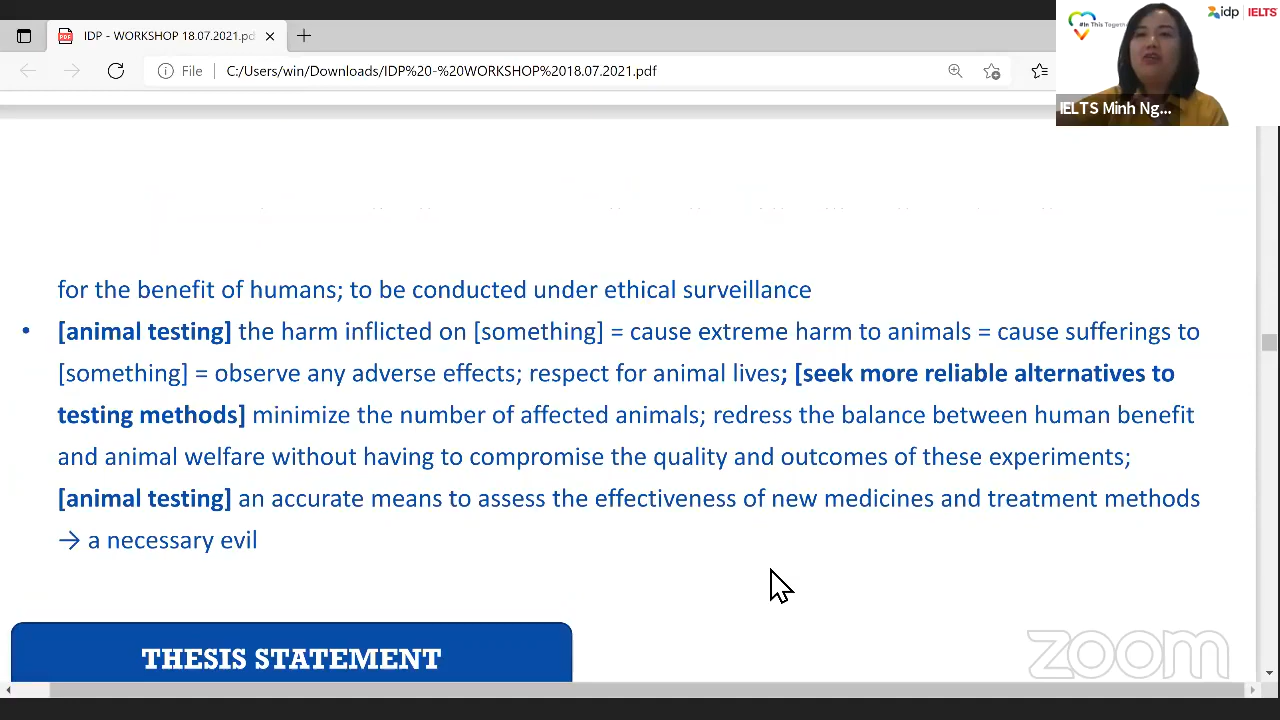 IDP - WORKSHOP 18.07.2021.pd
File
C:/Users/win/Downloads/IDP%20-%20WORKSHOP%2018.07.2021.pdf
#In This Together
idp IELTS
IELTS Minh Ng...
for the benefit of humans; to be conducted under ethical surveillance
• [animal testing] the harm inflicted on [something] = cause extreme harm to animals = cause sufferings to
[something] = observe any adverse effects; respect for animal lives; [seek more reliable alternatives to
testing methods] minimize the number of affected animals; redress the balance between human benefit
and animal welfare without having to compromise the quality and outcomes of these experiments;
[animal testing] an accurate means to assess the effectiveness of new medicines and treatment methods
→ a necessary evil
THESIS STATEMENT
zoom